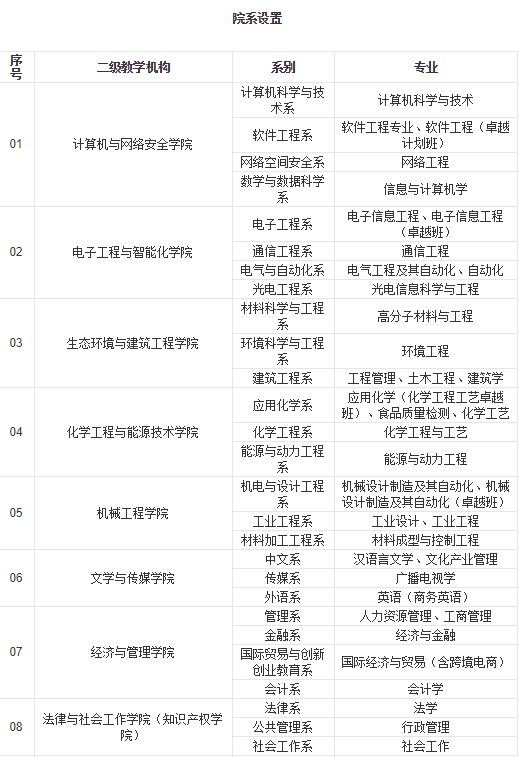 院系设置
序号
二级教学机构
系别
专业
01
计算机与网络安全学院
计算机科学与技
术系
计算机科学与技术
软件工程系
软件工程专业、软件工程（卓越
计划班）
网络空间安全系
网络工程
数学与数据科学
系
信息与计算机学
02
电子工程与智能化学院
电子工程系
电子信息工程、电子信息工程
（卓越班）
通信工程系
通信工程
电气与自动化系
电气工程及其自动化、自动化
光电工程系
光电信息科学与工程
03
生态环境与建筑工程学院
材料科学与工程
系
高分子材料与工程
环境科学与工程
系
环境工程
建筑工程系
工程管理、土木工程、建筑学
04
化学工程与能源技术学院
应用化学系
应用化学（化学工程工艺卓越
班）、食品质量检测、化学工艺
化学工程系
化学工程与工艺
能源与动力工程
系
能源与动力工程
05
机械工程学院
机电与设计工程
系
机械设计制造及其自动化、机械
设计制造及其自动化（卓越班）
工业工程系
工业设计、工业工程
材料加工工程系
材料成型与控制工程
06
文学与传媒学院
中文系
汉语言文学、文化产业管理
传媒系
广播电视学
外语系
英语（商务英语）
07
经济与管理学院
管理系
人力资源管理、工商管理
金融系
经济与金融
国际贸易与创新
创业教育系
国际经济与贸易（含跨境电商）
会计系
会计学
08
法律与社会工作学院（知识产权学
院）
法律系
法学
公共管理系
行政管理
社会工作系
社会工作